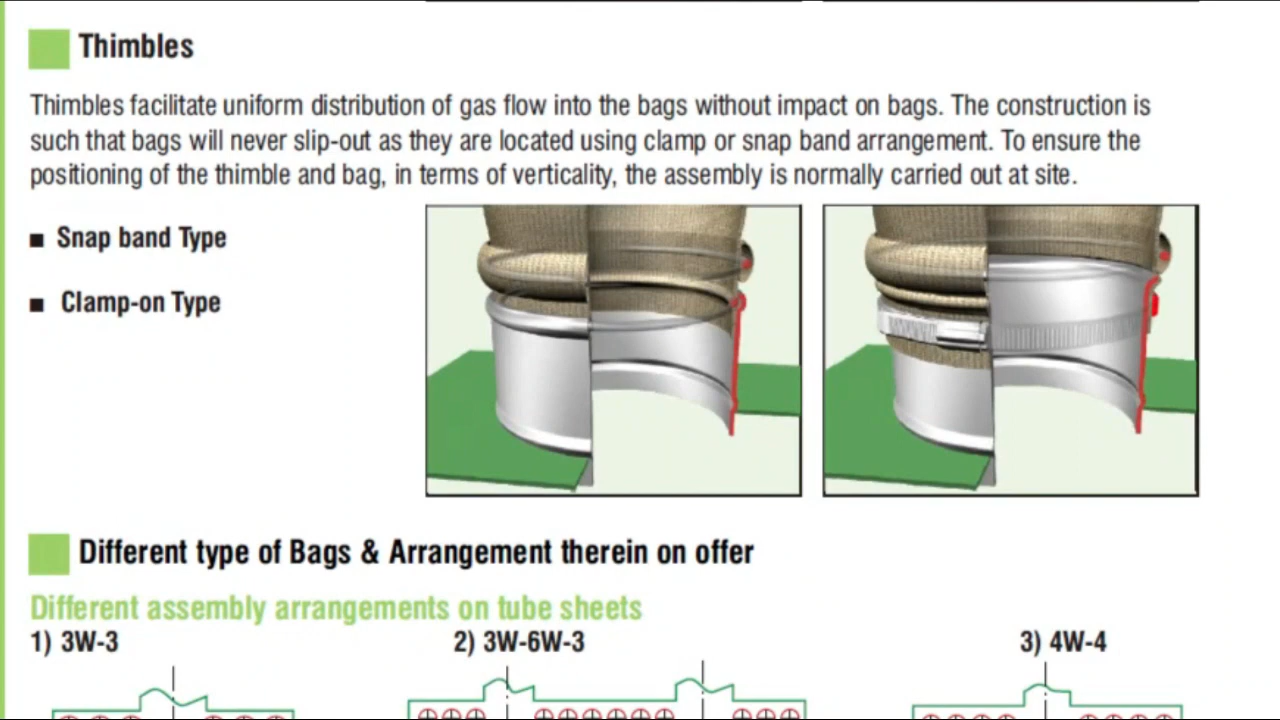 Thimbles
Thimbles facilitate uniform distribution of gas flow into the bags without impact on bags. The construction is
such that bags will never slip-out as they are located using clamp or snap band arrangement. To ensure the
positioning of the thimble and bag, in terms of verticality, the assembly is normally carried out at site.
■ Snap band Type
■ Clamp-on Type
Different type of Bags & Arrangement therein on offer
Different assembly arrangements on tube sheets
1) 3W-3 2) 3W-6W-3 3) 4W-4